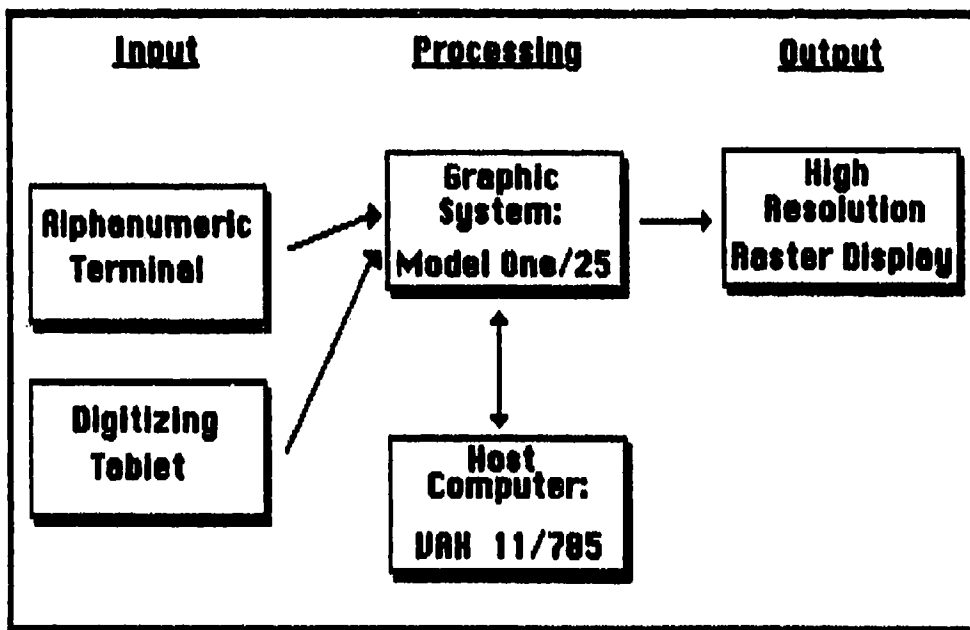 Input
Processing
Output
Alphanumeric
Terminal
Digitizing
Tablet
Graphic
System:
Model One/25
Host
Computer:
VAX 11/785
High
Resolution
Raster Display